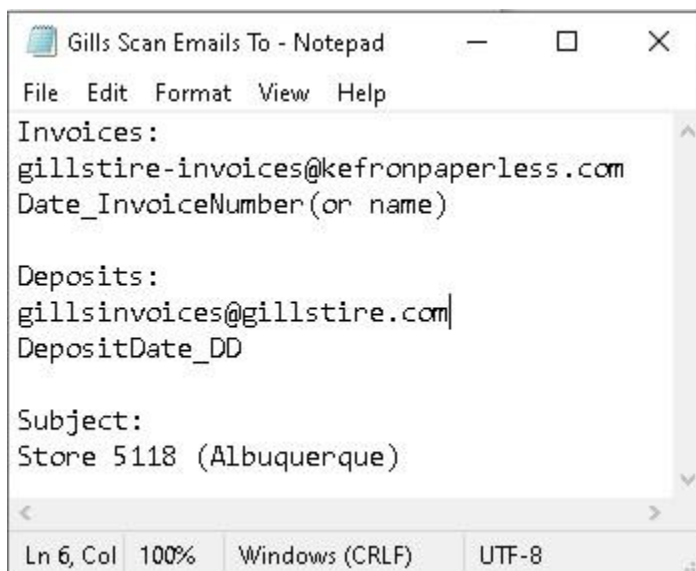 Gills Scan Emails To - Notepad
File Edit Format View Help
Invoices:
gillstire-invoices@kefronpaperless.com
Date_InvoiceNumber(or name)
Deposits:
gillsinvoices@gillstire.com
DepositDate_DD
Subject:
Store 5118 (Albuquerque)
Ln 6, Col 100% Windows (CRLF) UTF-8